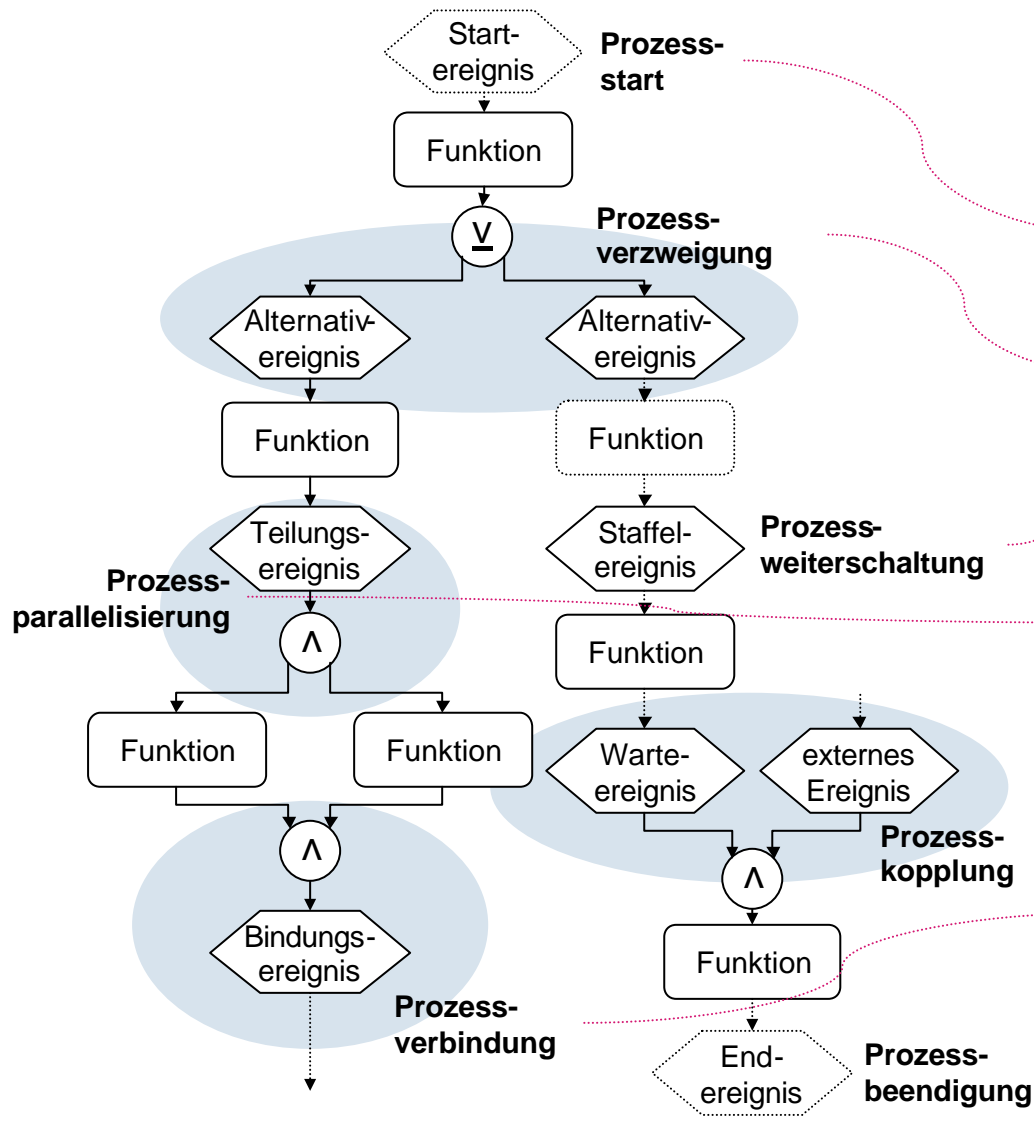 Start-
ereignis
Prozess-
start
Funktion
V
Prozess-
verzweigung
Alternativ-
ereignis
Alternativ-
ereignis
Funktion
Funktion
Teilungs-
ereignis
Staffel-
ereignis
Prozess-
weiterschaltung
Prozess-
parallelisierung
Λ
Funktion
Funktion
Funktion
Warte-
ereignis
externes
Ereignis
Prozess-
kopplung
Λ
Λ
Bindungs-
ereignis
Funktion
Prozess-
verbindung
End-
ereignis
Prozess-
beendigung